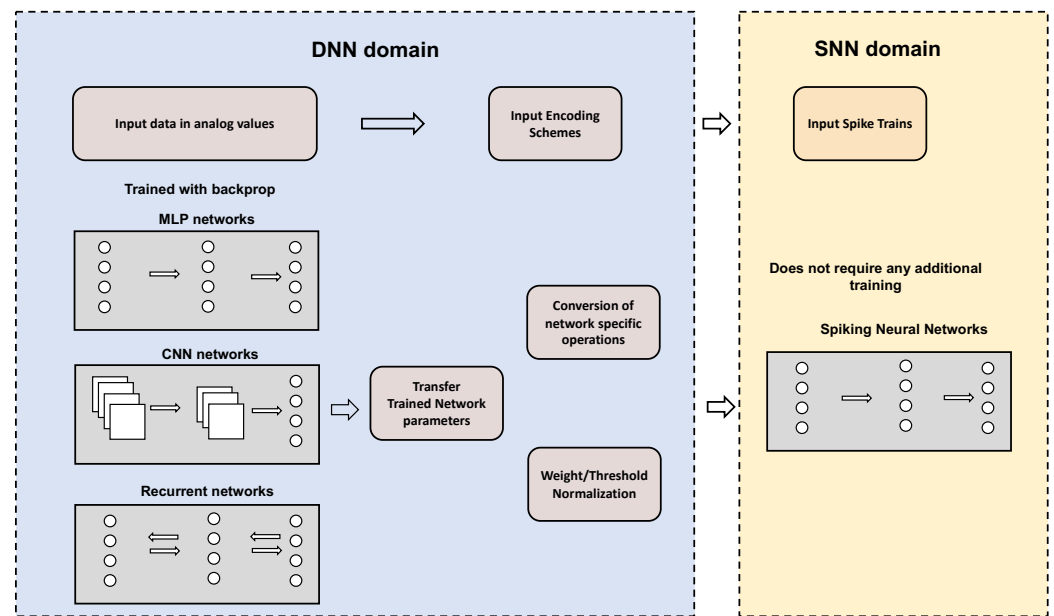 DNN domain
SNN domain
Input data in analog values
Input Encoding
Schemes
Input Spike Trains
Trained with backprop
MLP networks
Does not require any additional
training
Conversion of
network specific
operations
Spiking Neural Networks
CNN networks
Transfer
Trained Network
parameters
Weight/Threshold
Normalization
Recurrent networks